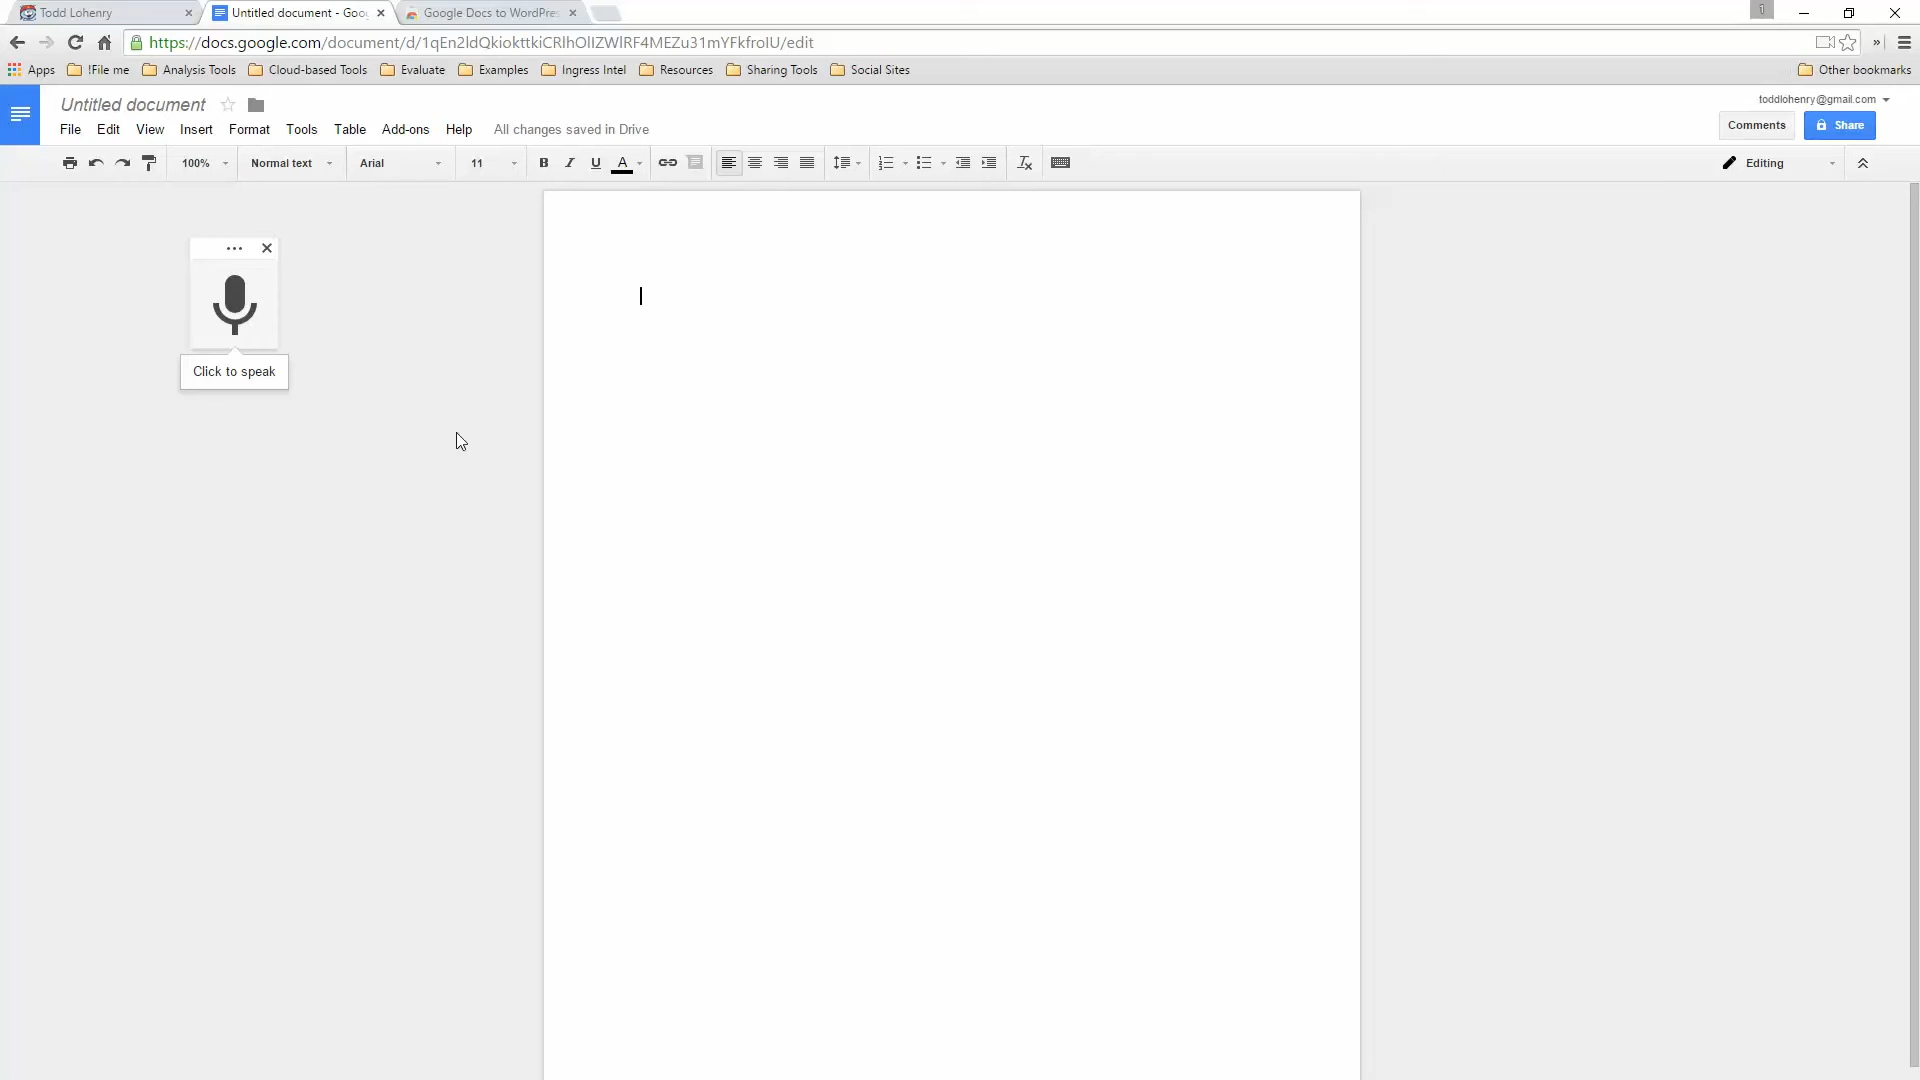 Todd Lohenry
Untitled document - Goo
Google Docs to WordPre
1
https://docs.google.com/document/d/1qEn2ldQkiokttkiCRlhOlIZWlRF4MEZu31mYFkfroIU/edit
»
Apps !File me Analysis Tools Cloud-based Tools Evaluate Examples Ingress Intel Resources Sharing Tools Social Sites Other bookmarks
Untitled document
toddlohenry@gmail.com
File Edit View Insert Format Tools Table Add-ons Help All changes saved in Drive
Comments Share
100% Normal text Arial 11 B I U A Editing
Click to speak